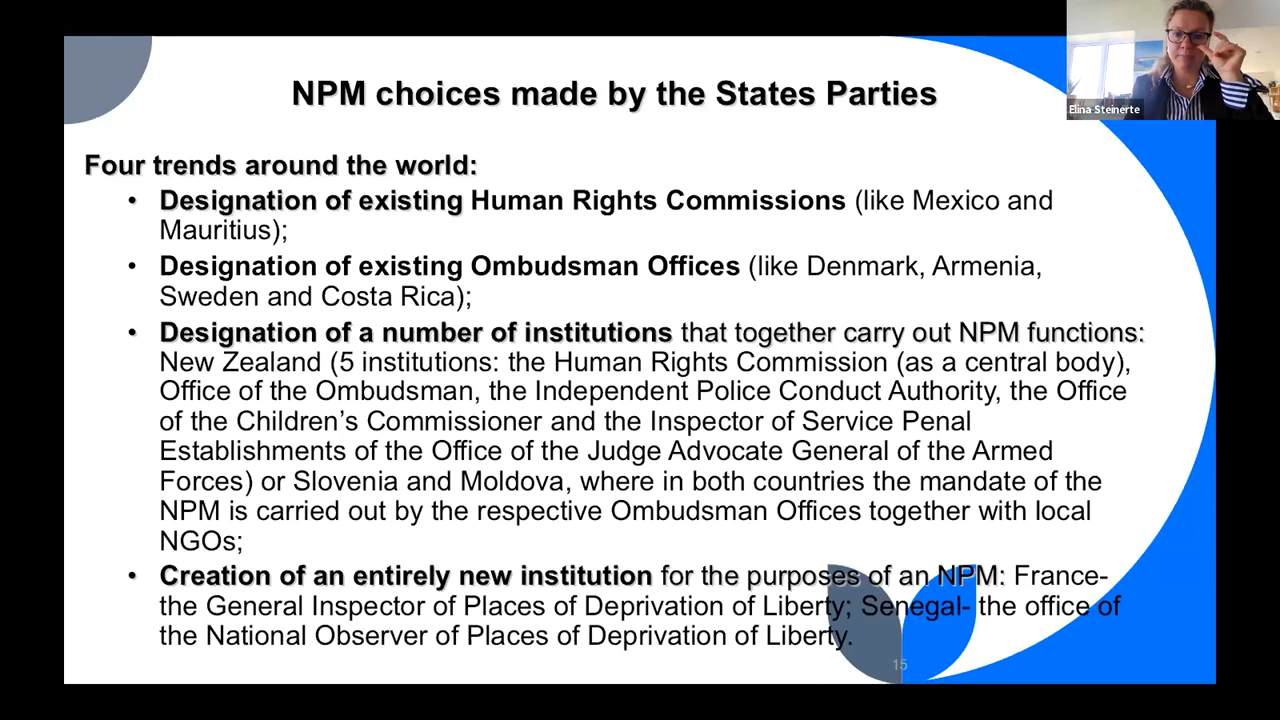 NPM choices made by the States Parties
Elina Steinerte
Four trends around the world:
• Designation of existing Human Rights Commissions (like Mexico and
Mauritius);
• Designation of existing Ombudsman Offices (like Denmark, Armenia,
Sweden and Costa Rica);
• Designation of a number of institutions that together carry out NPM functions:
New Zealand (5 institutions: the Human Rights Commission (as a central body),
Office of the Ombudsman, the Independent Police Conduct Authority, the Office
of the Children’s Commissioner and the Inspector of Service Penal
Establishments of the Office of the Judge Advocate General of the Armed
Forces) or Slovenia and Moldova, where in both countries the mandate of the
NPM is carried out by the respective Ombudsman Offices together with local
NGOs;
• Creation of an entirely new institution for the purposes of an NPM: France-
the General Inspector of Places of Deprivation of Liberty; Senegal- the office of
the National Observer of Places of Deprivation of Liberty.
15